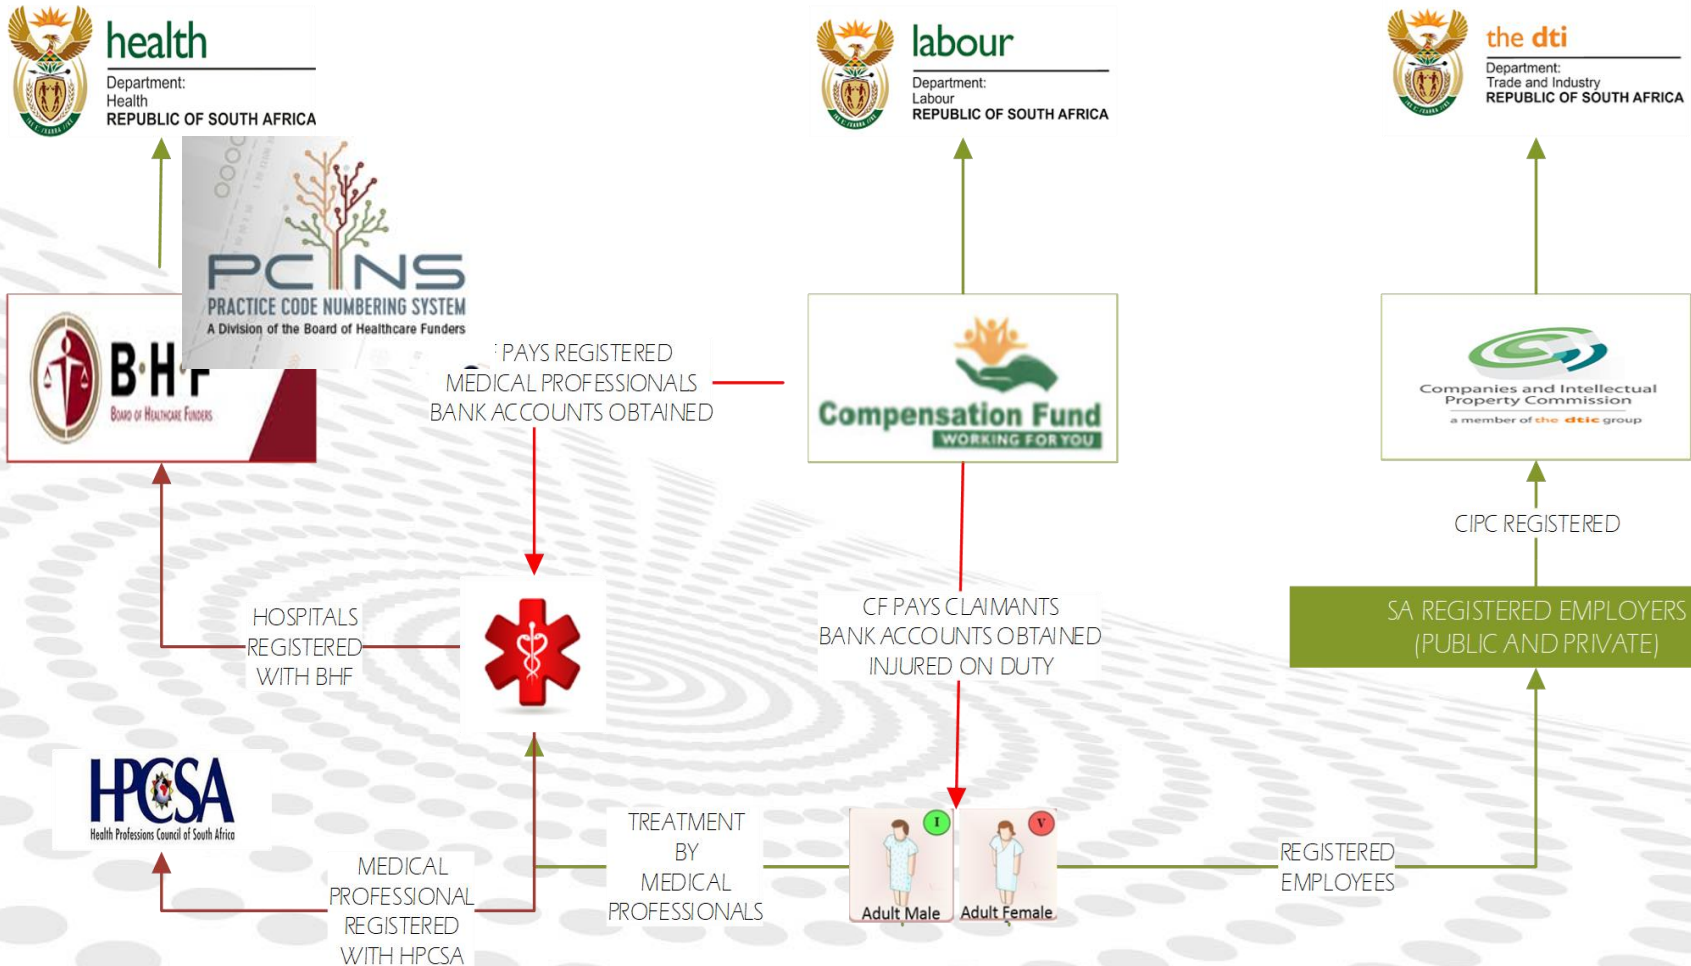 health
Department:
Health
REPUBLIC OF SOUTH AFRICA
labour
Department:
Labour
REPUBLIC OF SOUTH AFRICA
the dti
Department:
Trade and Industry
REPUBLIC OF SOUTH AFRICA
PCNS
PRACTICE CODE NUMBERING SYSTEM
A Division of the Board of Healthcare Funders
B·H·F
BOARD OF HEALTHCARE FUNDERS
PAYS REGISTERED
MEDICAL PROFESSIONALS
BANK ACCOUNTS OBTAINED
Compensation Fund
WORKING FOR YOU
Companies and Intellectual
Property Commission
a member of the dtic group
CIPC REGISTERED
SA REGISTERED EMPLOYERS
(PUBLIC AND PRIVATE)
HOSPITALS
REGISTERED
WITH BHF
CF PAYS CLAIMANTS
BANK ACCOUNTS OBTAINED
INJURED ON DUTY
HPCSA
Health Professions Council of South Africa
MEDICAL
PROFESSIONAL
REGISTERED
WITH HPCSA
TREATMENT
BY
MEDICAL
PROFESSIONALS
I
V
Adult Male
Adult Female
REGISTERED
EMPLOYEES